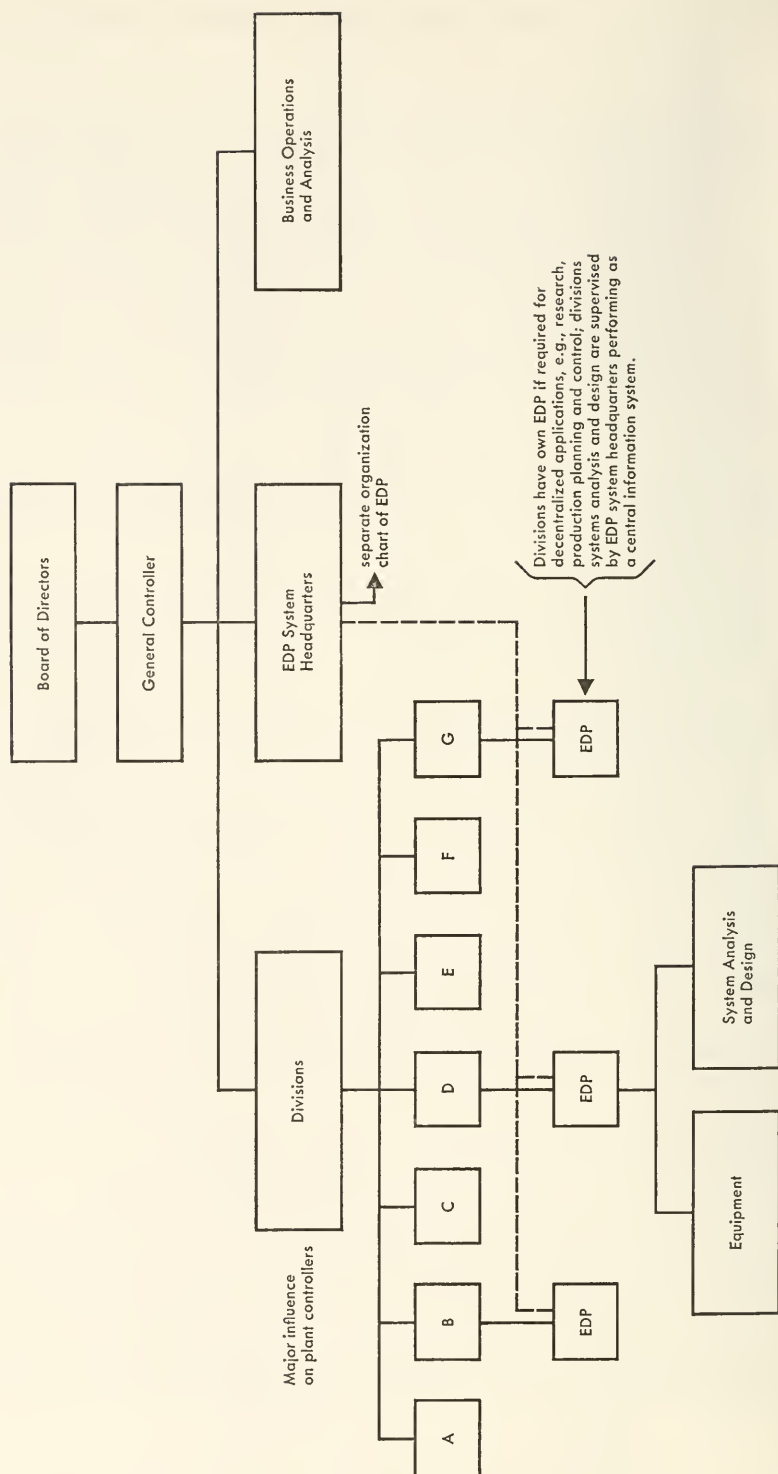 Board of Directors
General Controller
Divisions
EDP System
Headquarters
Business Operations
and Analysis
Major influence
on plant controllers
separate organization
chart of EDP
A
B
C
D
E
F
G
EDP
EDP
EDP
Divisions have own EDP if required for
decentralized applications, e.g., research,
production planning and control; divisions
systems analysis and design are supervised
by EDP system headquarters performing as
a central information system.
Equipment
System Analysis
and Design